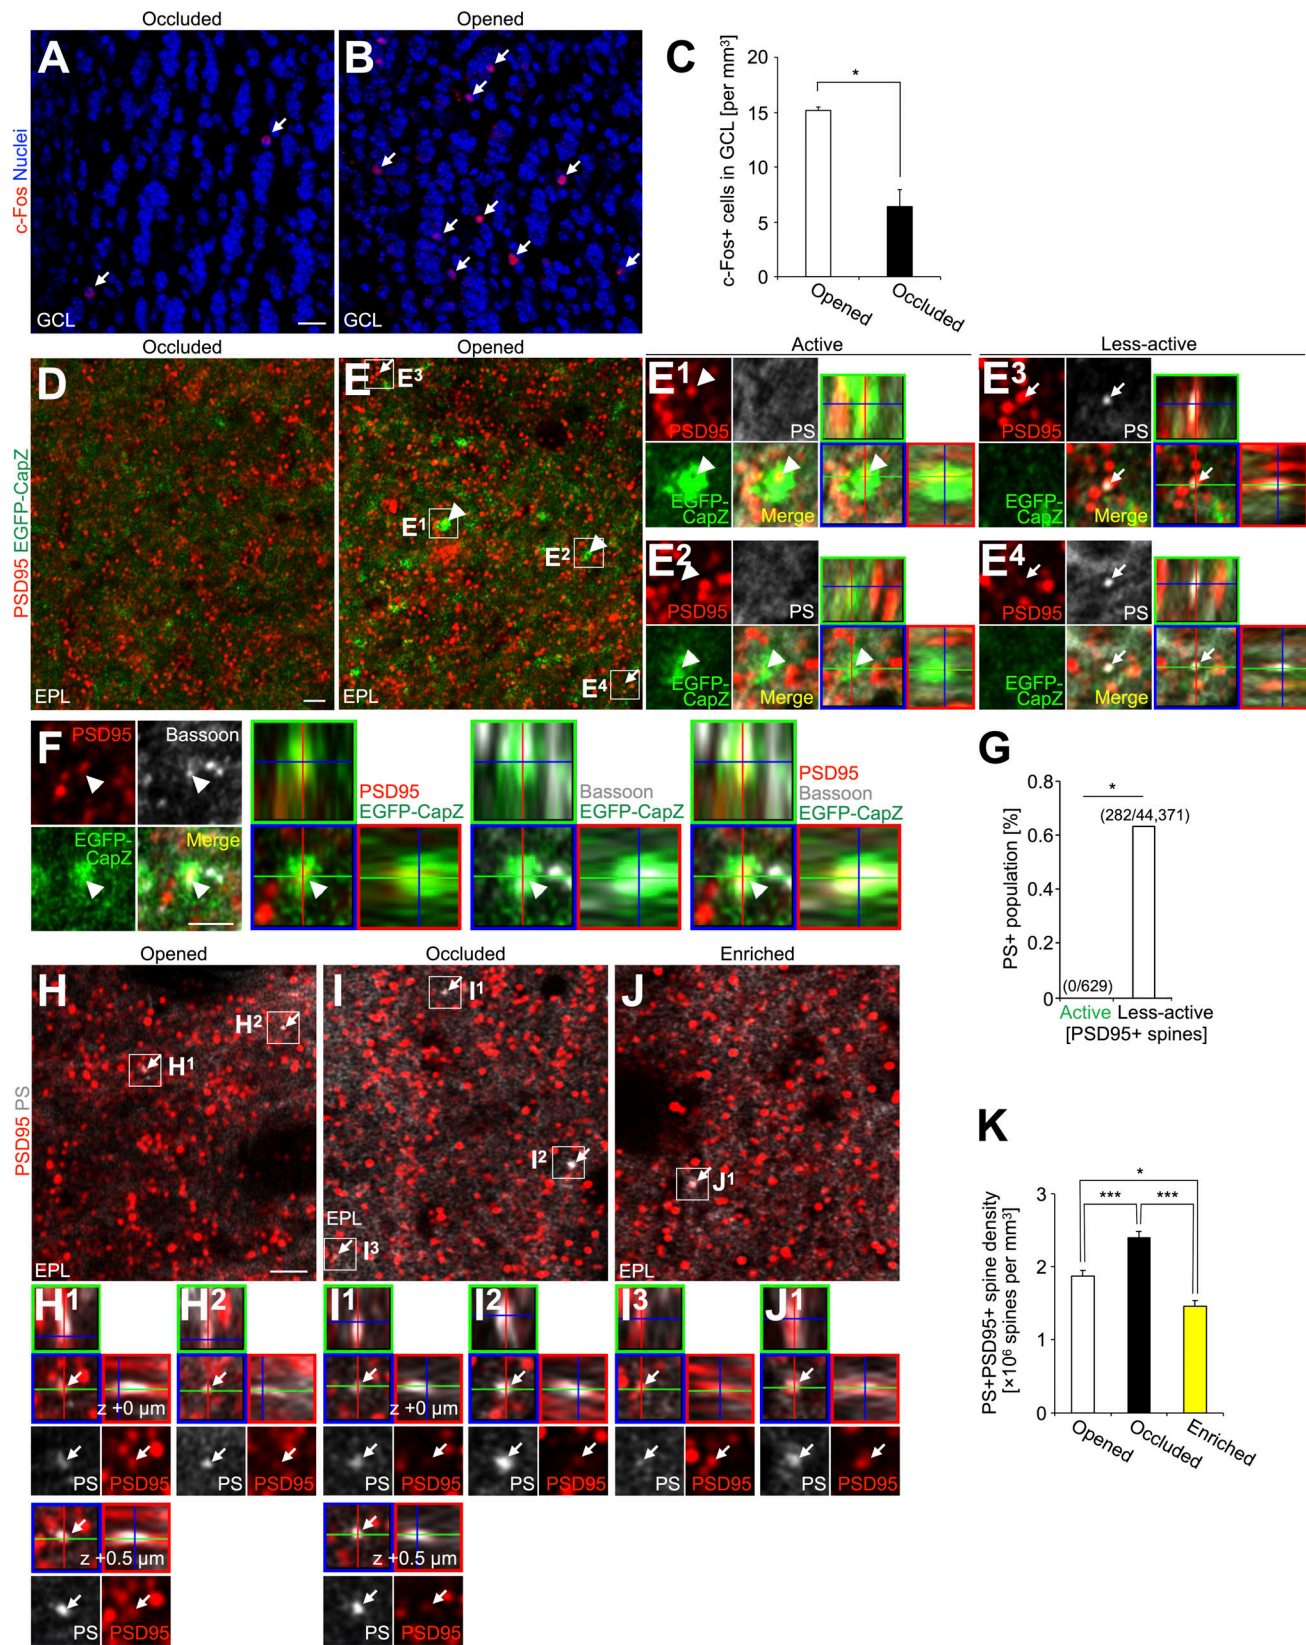 Occluded
Opened
A
B
c-Fos Nuclei
GCL
GCL
C
c-Fos+ cells in GCL [per mm³]
20
15
10
5
0
*
Opened
Occluded
Occluded
Opened
D
E
PSD95 EGFP-CapZ
E³
E¹
E²
E⁴
EPL
EPL
Active
Less-active
E¹
PSD95
PS
EGFP-CapZ
Merge
E³
PSD95
PS
EGFP-CapZ
Merge
E²
PSD95
PS
EGFP-CapZ
Merge
E⁴
PSD95
PS
EGFP-CapZ
Merge
F
PSD95
Bassoon
EGFP-CapZ
Merge
PSD95
EGFP-CapZ
Bassoon
EGFP-CapZ
PSD95
Bassoon
EGFP-CapZ
G
PS+ population [%]
0.8
0.6
0.4
0.2
0
*
(282/44,371)
(0/629)
Active Less-active
[PSD95+ spines]
Opened
Occluded
Enriched
H
I
J
PSD95 PS
H²
H¹
I¹
I²
I³
J¹
EPL
EPL
EPL
H¹
H²
I¹
I²
I³
J¹
z +0 µm
z +0 µm
PS
PSD95
PS
PSD95
PS
PSD95
PS
PSD95
PS
PSD95
PS
PSD95
z +0.5 µm
z +0.5 µm
PS
PSD95
PS
PSD95
K
PS+PSD95+ spine density
[×10⁶ spines per mm³]
3
2
1
0
*
***
***
Opened
Occluded
Enriched